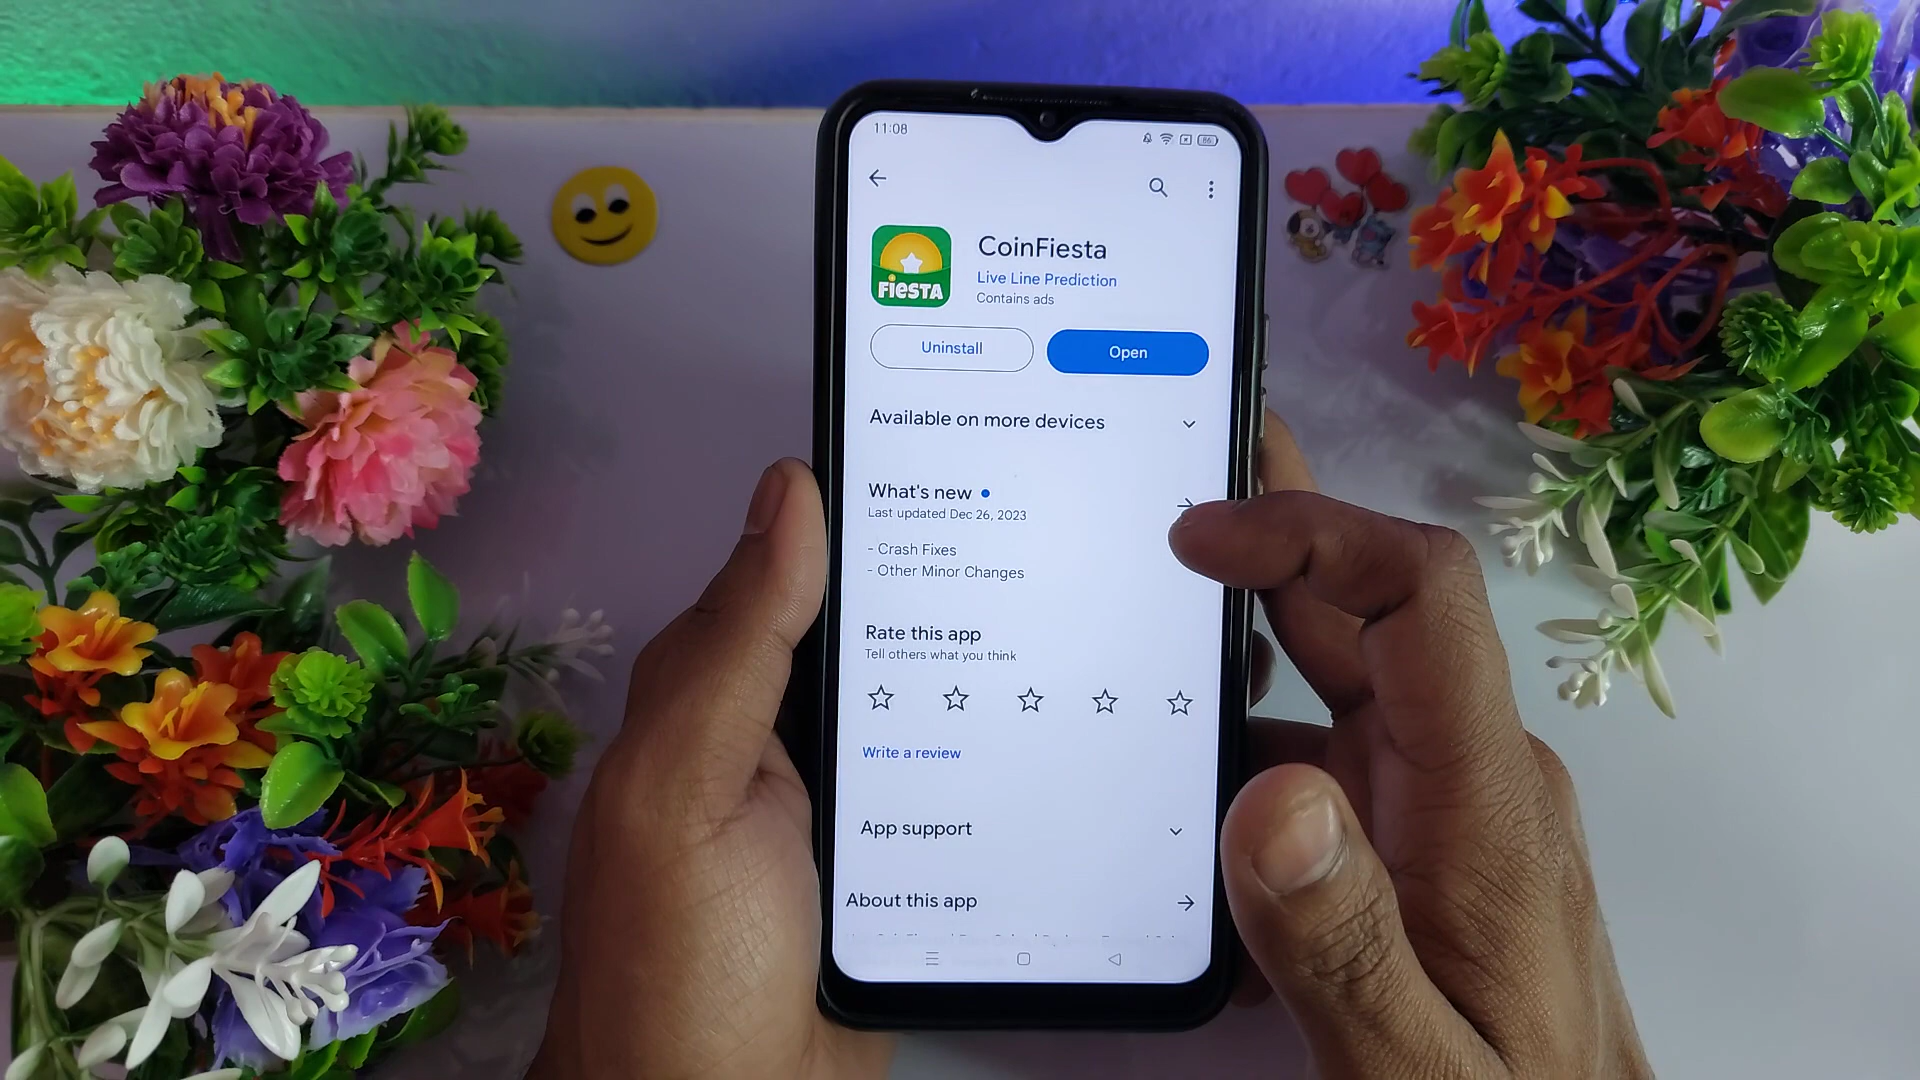 11:08
86
FiESTA
CoinFiesta
Live Line Prediction
Contains ads
Uninstall
Open
Available on more devices
What's new
Last updated Dec 26, 2023
- Crash Fixes
- Other Minor Changes
Rate this app
Tell others what you think
Write a review
App support
About this app